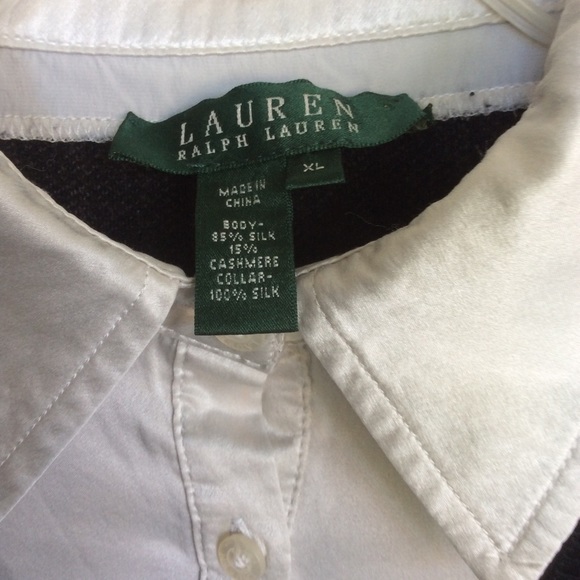 LAUREN
RALPH LAUREN
XL
MADE IN
CHINA
BODY-
85% SILK
15%
CASHMERE
COLLAR-
100% SILK